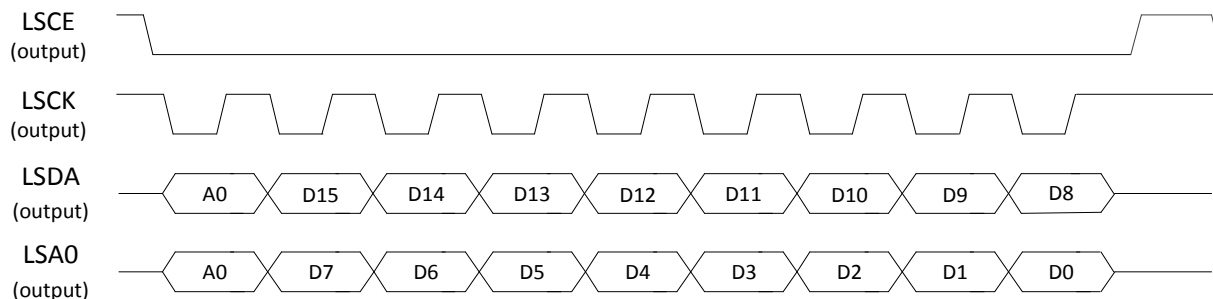 LSCE
(output)
LSCK
(output)
LSDA
(output)
A0 D15 D14 D13 D12 D11 D10 D9 D8
LSA0
(output)
A0 D7 D6 D5 D4 D3 D2 D1 D0